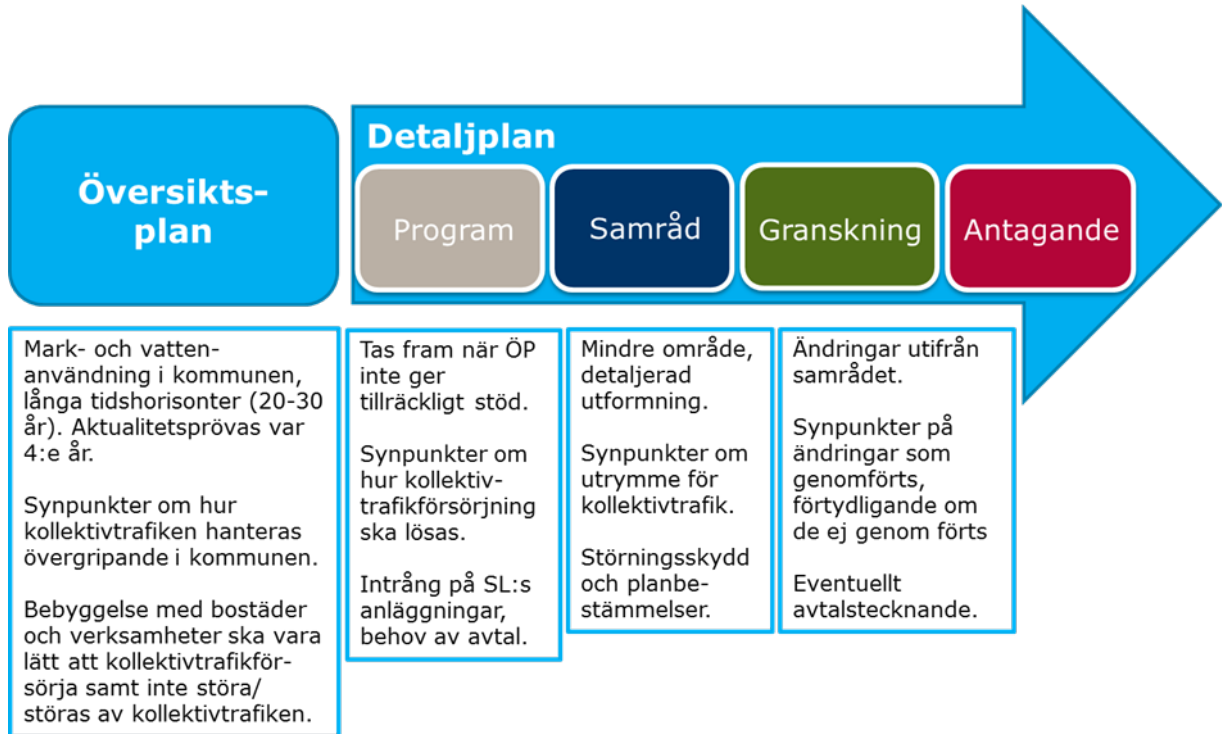 Översikts-
plan
Detaljplan
Program
Samråd
Granskning
Antagande
Mark- och vatten-
användning i kommunen,
långa tidshorisonter (20-30
år). Aktualitetsprövas var
4:e år.
Synpunkter om hur
kollektivtrafiken hanteras
övergripande i kommunen.
Bebyggelse med bostäder
och verksamheter ska vara
lätt att kollektivtrafikför-
sörja samt inte störa/
störas av kollektivtrafiken.
Tas fram när ÖP
inte ger
tillräckligt stöd.
Synpunkter om
hur kollektiv-
trafikförsörjning
ska lösas.
Intrång på SL:s
anläggningar,
behov av avtal.
Mindre område,
detaljerad
utformning.
Synpunkter om
utrymme för
kollektivtrafik.
Störningsskydd
och planbe-
stämmelser.
Ändringar utifrån
samrådet.
Synpunkter på
ändringar som
genomförts,
förtydligande om
de ej genom förts
Eventuellt
avtalstecknande.